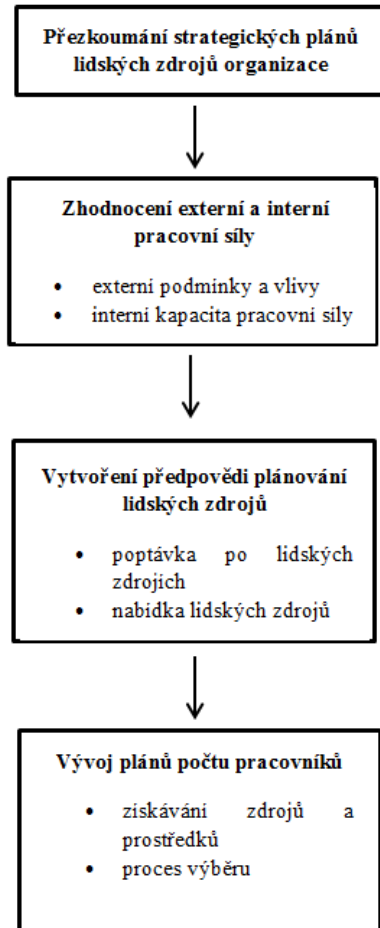 Přezkoumání strategických plánů
lidských zdrojů organizace
Zhodnocení externí a interní
pracovní síly
• externí podmínky a vlivy
• interní kapacita pracovní síly
Vytvoření předpovědi plánování
lidských zdrojů
• poptávka po lidských
zdrojích
• nabídka lidských zdrojů
Vývoj plánů počtu pracovníků
• získávání zdrojů a
prostředků
• proces výběru